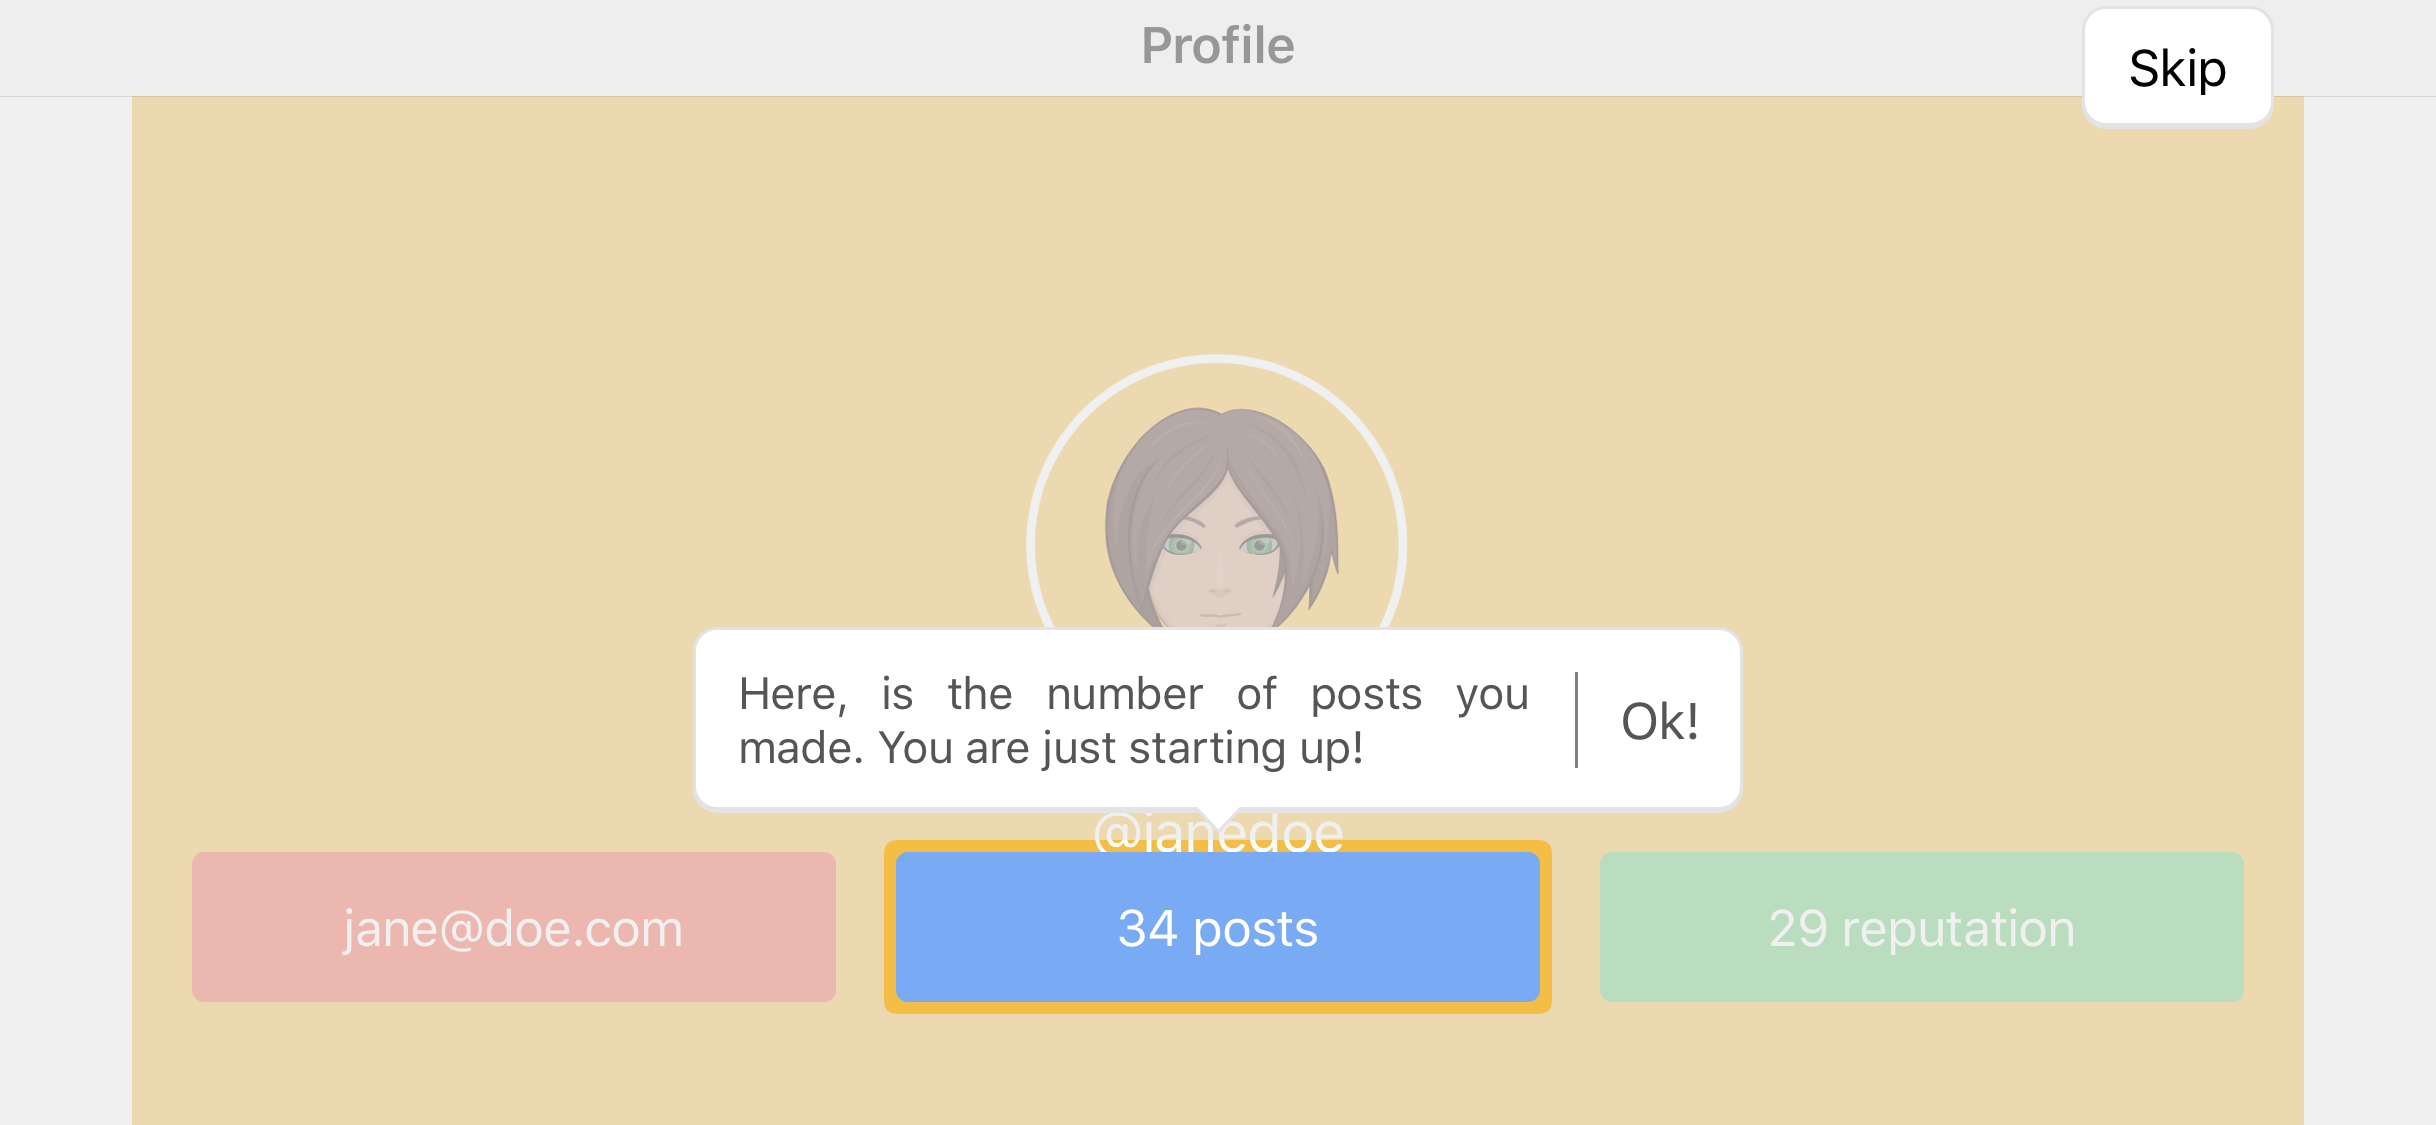 Profile
Skip
Here, is the number of posts you
made. You are just starting up!
Ok!
@janedoe
jane@doe.com
34 posts
29 reputation